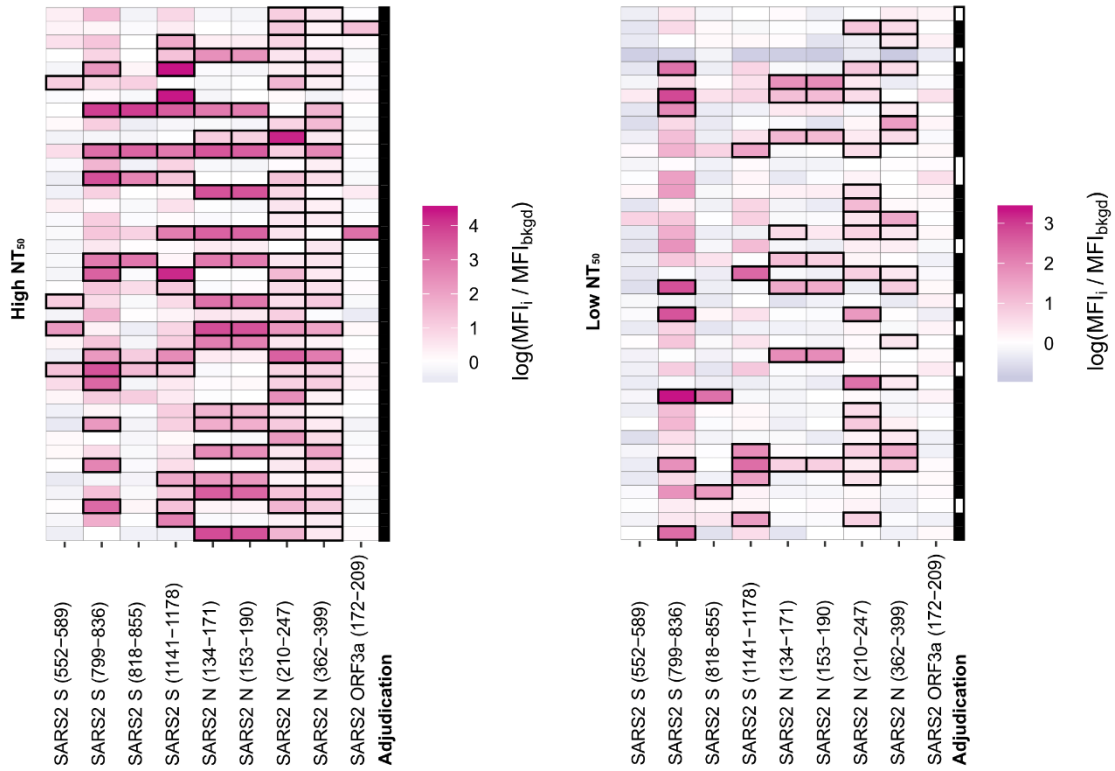 High NT50
4
3
2
1
0
log(MFIi / MFIbkgd)
SARS2 S (552−589)
SARS2 S (799−836)
SARS2 S (818−855)
SARS2 S (1141−1178)
SARS2 N (134−171)
SARS2 N (153−190)
SARS2 N (210−247)
SARS2 N (362−399)
SARS2 ORF3a (172−209)
Adjudication
Low NT50
3
2
1
0
log(MFIi / MFIbkgd)
SARS2 S (552−589)
SARS2 S (799−836)
SARS2 S (818−855)
SARS2 S (1141−1178)
SARS2 N (134−171)
SARS2 N (153−190)
SARS2 N (210−247)
SARS2 N (362−399)
SARS2 ORF3a (172−209)
Adjudication